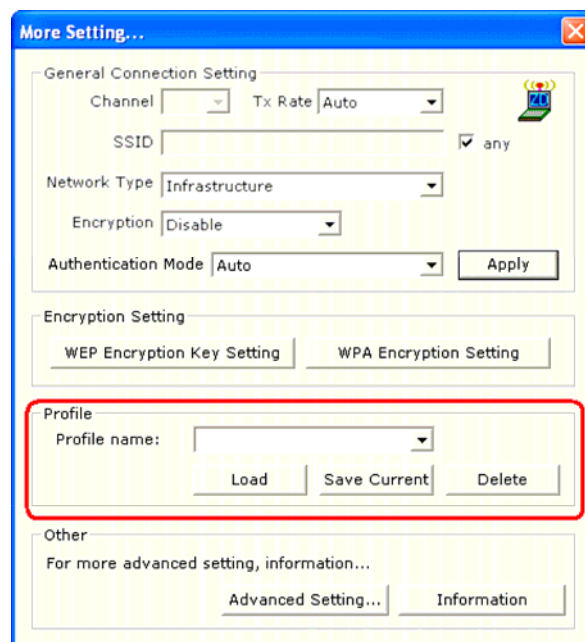 More Setting...
General Connection Setting
Channel Tx Rate Auto
ZD
SSID any
Network Type Infrastructure
Encryption Disable
Authentication Mode Auto Apply
Encryption Setting
WEP Encryption Key Setting WPA Encryption Setting
Profile
Profile name:
Load Save Current Delete
Other
For more advanced setting, information...
Advanced Setting... Information